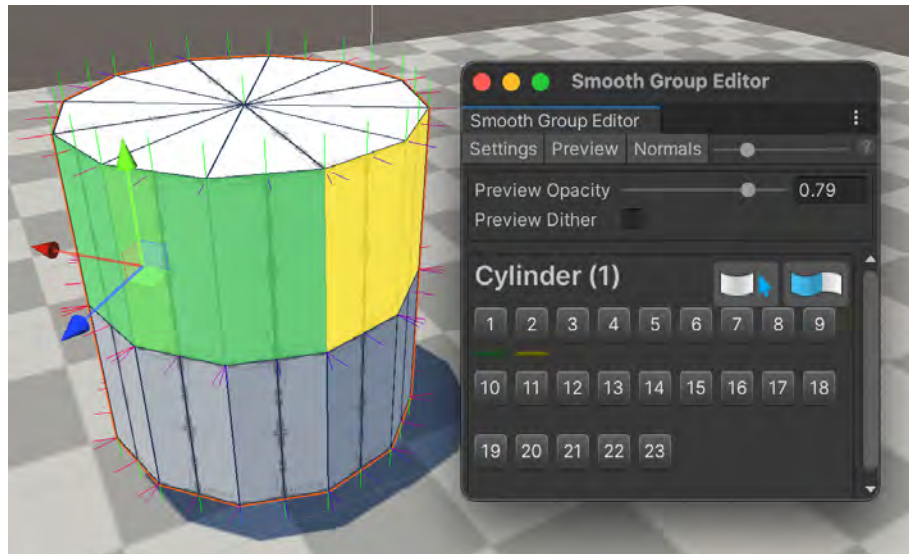 Smooth Group Editor
Smooth Group Editor
Settings Preview Normals ?
Preview Opacity 0.79
Preview Dither
Cylinder (1)
1 2 3 4 5 6 7 8 9
10 11 12 13 14 15 16 17 18
19 20 21 22 23